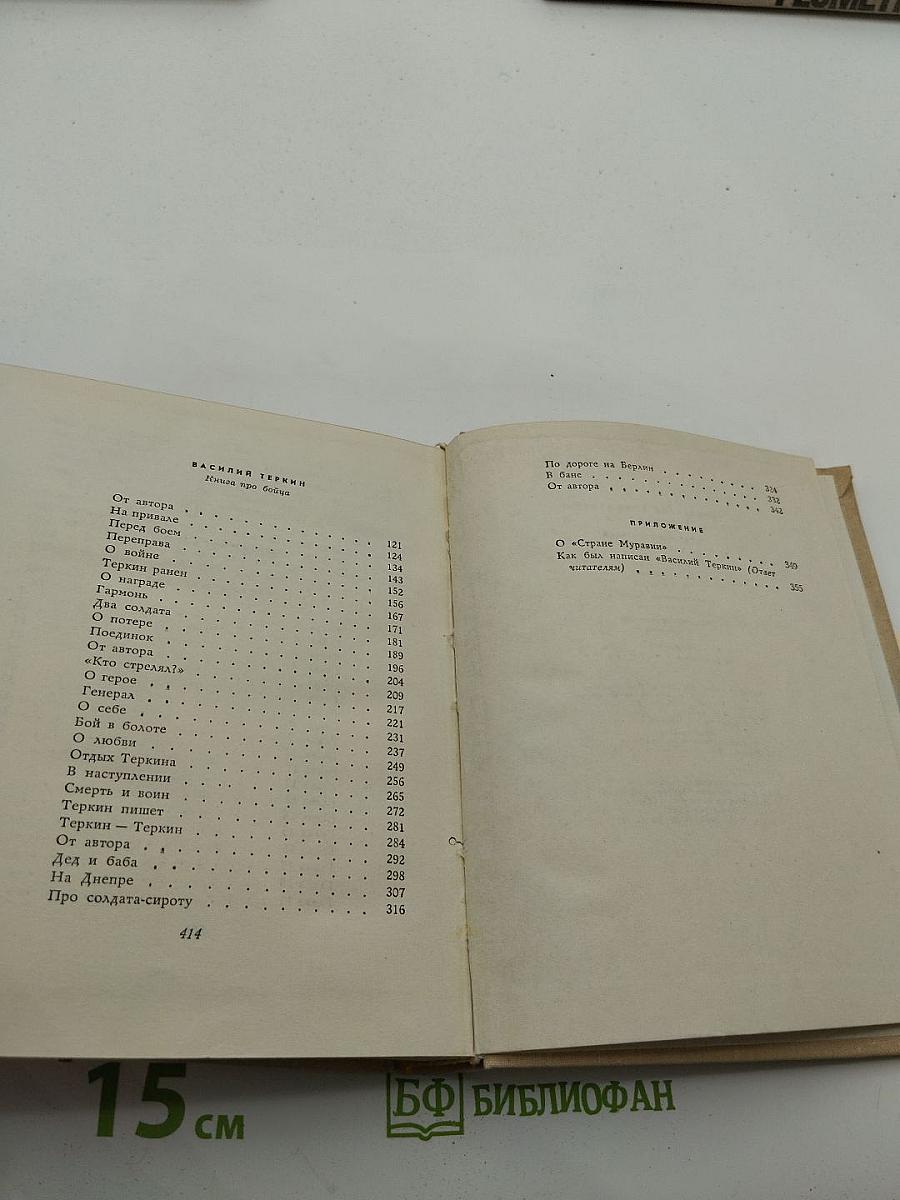 ГЕОМЕТ
ВАСИЛИЙ ТЕРКИН
Книга про бойца
От автора 121
На привале 124
Перед боем 134
Переправа 143
О войне 152
Теркин ранен 156
О награде 167
Гармонь 171
Два солдата 181
О потере 189
Поединок 196
От автора 204
«Кто стрелял?» 209
О герое 217
Генерал 221
О себе 231
Бой в болоте 237
О любви 249
Отдых Теркина 256
В наступлении 265
Смерть и воин 272
Теркин пишет 281
Теркин — Теркин 284
От автора 292
Дед и баба 298
На Днепре 307
Про солдата-сироту 316
414
По дороге на Берлин 324
В бане 332
От автора 342
ПРИЛОЖЕНИЕ
О «Стране Муравии» 349
Как был написан «Василий Теркин» (Ответ
читателям) 355
15 см
БФ БИБЛИОФАН